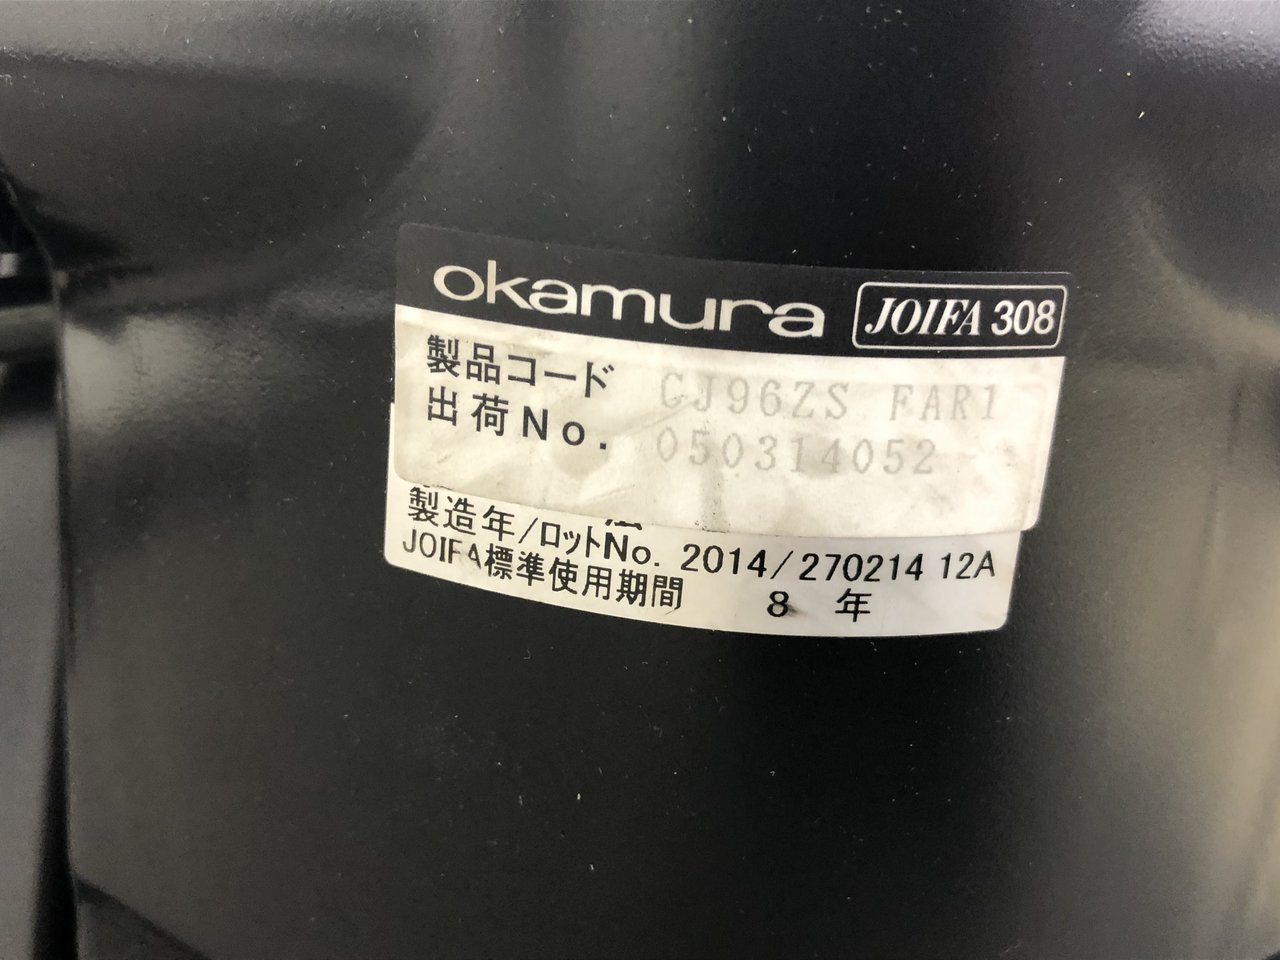 okamura JOIFA 308
製品コード CJ96ZS FAR1
出荷No. 050314052
製造年/ロットNo. 2014/270214 12A
JOIFA標準使用期間 8 年